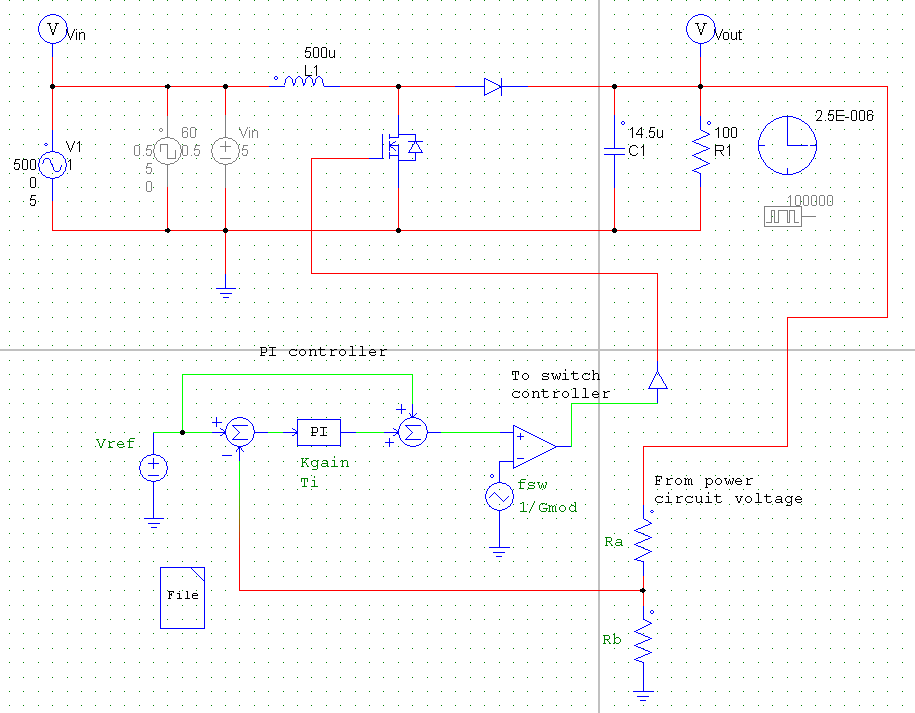 V
Vin
V
Vout
500u
L1
2.5E-006
V1
500
1
0.
5
60
0.5
0.5
5
0
Vin
5
14.5u
C1
100
R1
100000
PI controller
To switch
controller
Vref
PI
Kgain
Ti
fsw
1/Gmod
From power
circuit voltage
Ra
File
Rb